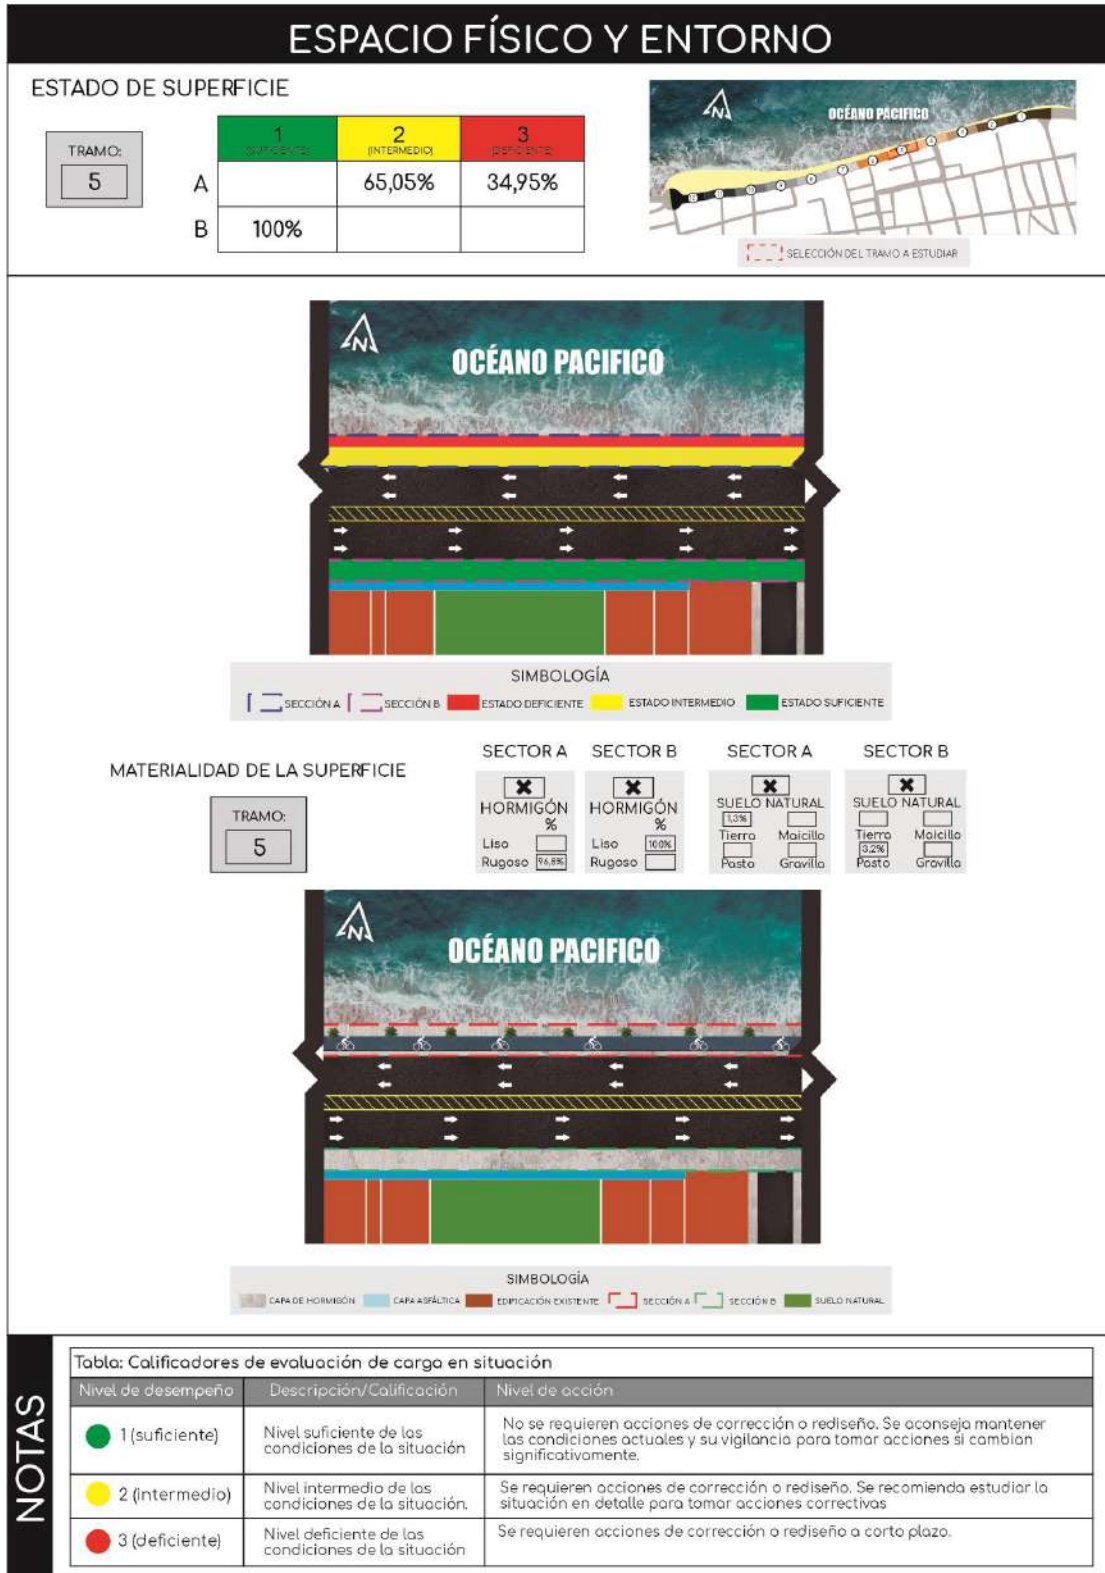 ESPACIO FÍSICO Y ENTORNO
ESTADO DE SUPERFICIE
TRAMO:
5
1
(SUFICIENTE)
2
(INTERMEDIO)
3
(DEFICIENTE)
A
65,05%
34,95%
B
100%
N
OCÉANO PACIFICO
SELECCIÓN DEL TRAMO A ESTUDIAR
N
OCÉANO PACIFICO
SIMBOLOGÍA
SECCIÓN A SECCIÓN B ESTADO DEFICIENTE ESTADO INTERMEDIO ESTADO SUFICIENTE
MATERIALIDAD DE LA SUPERFICIE
TRAMO:
5
SECTOR A
HORMIGÓN
%
Liso
Rugoso 96,8%
SECTOR B
HORMIGÓN
%
Liso 100%
Rugoso
SECTOR A
SUELO NATURAL
1,3%
Tierra Maicillo
Pasto Gravilla
SECTOR B
SUELO NATURAL
Tierra Maicillo
3,2%
Pasto Gravilla
N
OCÉANO PACIFICO
SIMBOLOGÍA
CAPA DE HORMIGÓN CAPA ASFÁLTICA EDIFICACIÓN EXISTENTE SECCIÓN A SECCIÓN B SUELO NATURAL
NOTAS
Tabla: Calificadores de evaluación de carga en situación
Nivel de desempeño Descripción/Calificación Nivel de acción
1 (suficiente)
Nivel suficiente de las
condiciones de la situación
No se requieren acciones de corrección o rediseño. Se aconseja mantener
las condiciones actuales y su vigilancia para tomar acciones si cambian
significativamente.
2 (intermedio)
Nivel intermedio de las
condiciones de la situación.
Se requieren acciones de corrección o rediseño. Se recomienda estudiar la
situación en detalle para tomar acciones correctivas
3 (deficiente)
Nivel deficiente de las
condiciones de la situación
Se requieren acciones de corrección o rediseño a corto plazo.